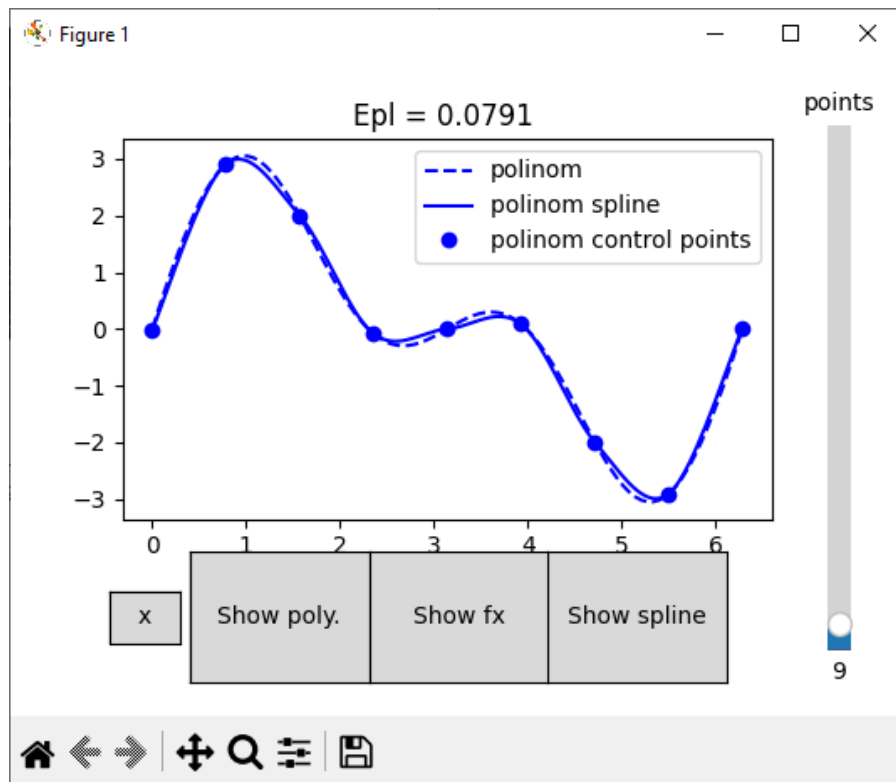 Figure 1
points
Epl = 0.0791
polinom
polinom spline
polinom control points
3
2
1
0
−1
−2
−3
0 1 2 3 4 5 6
x Show poly. Show fx Show spline
9